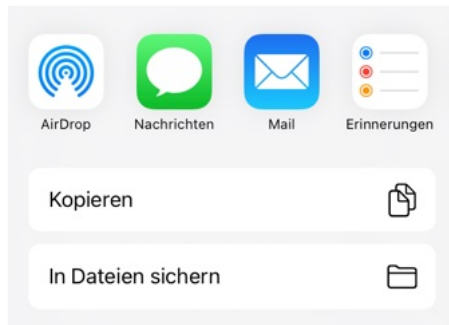 AirDrop Nachrichten Mail Erinnerungen
Kopieren
In Dateien sichern